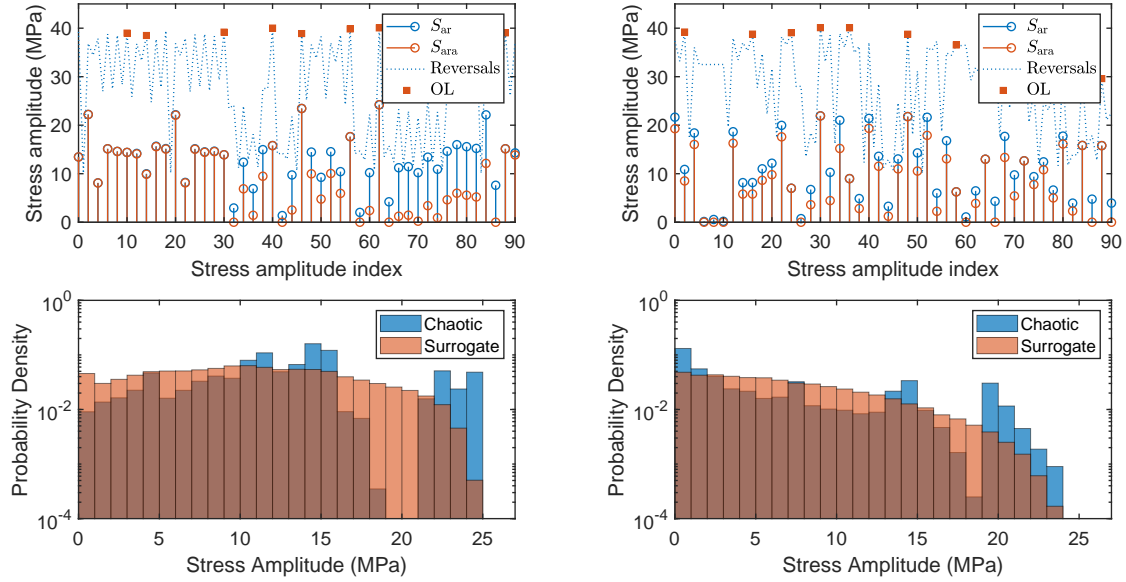 40
30
20
10
0
Stress amplitude (MPa)
0 10 20 30 40 50 60 70 80 90
Stress amplitude index
S_ar
S_ara
Reversals
OL
40
30
20
10
0
Stress amplitude (MPa)
0 10 20 30 40 50 60 70 80 90
Stress amplitude index
S_ar
S_ara
Reversals
OL
10^0
10^-2
10^-4
Probability Density
0 5 10 15 20 25
Stress Amplitude (MPa)
Chaotic
Surrogate
10^0
10^-2
10^-4
Probability Density
0 5 10 15 20 25
Stress Amplitude (MPa)
Chaotic
Surrogate